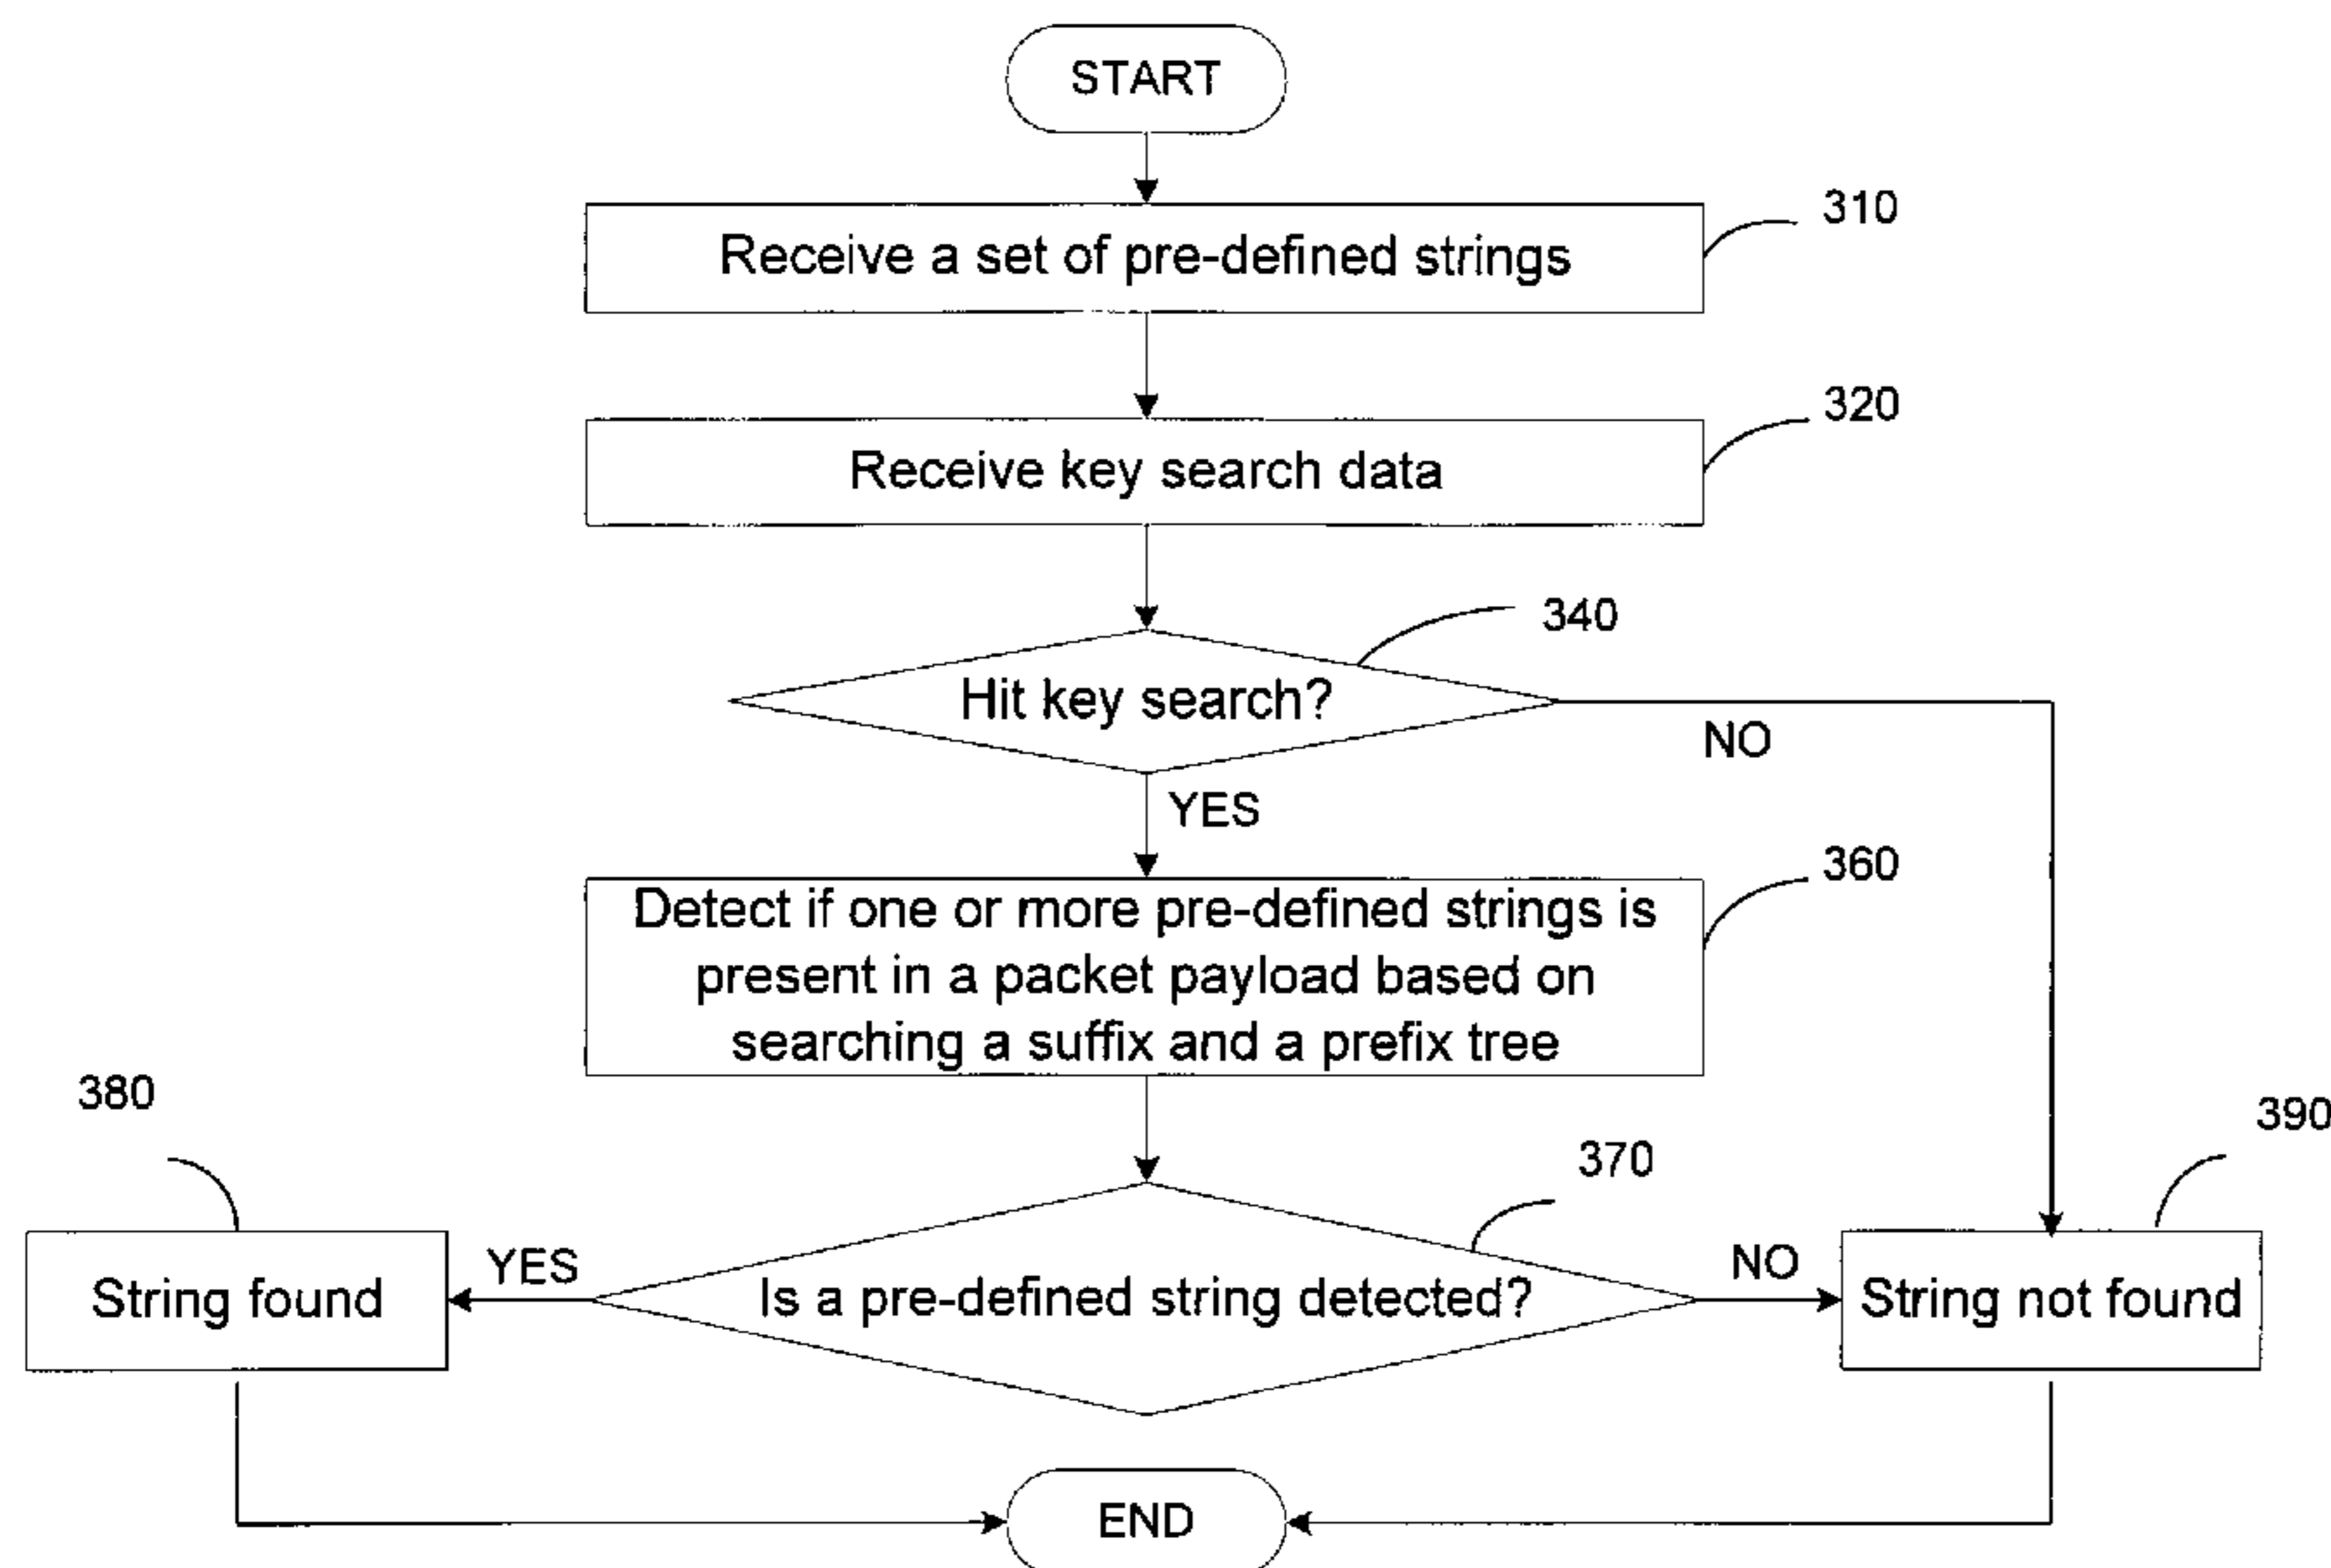 START
Receive a set of pre-defined strings
310
Receive key search data
320
340
Hit key search?
NO
YES
360
Detect if one or more pre-defined strings is
present in a packet payload based on
searching a suffix and a prefix tree
380
390
370
String found
YES
Is a pre-defined string detected?
NO
String not found
END